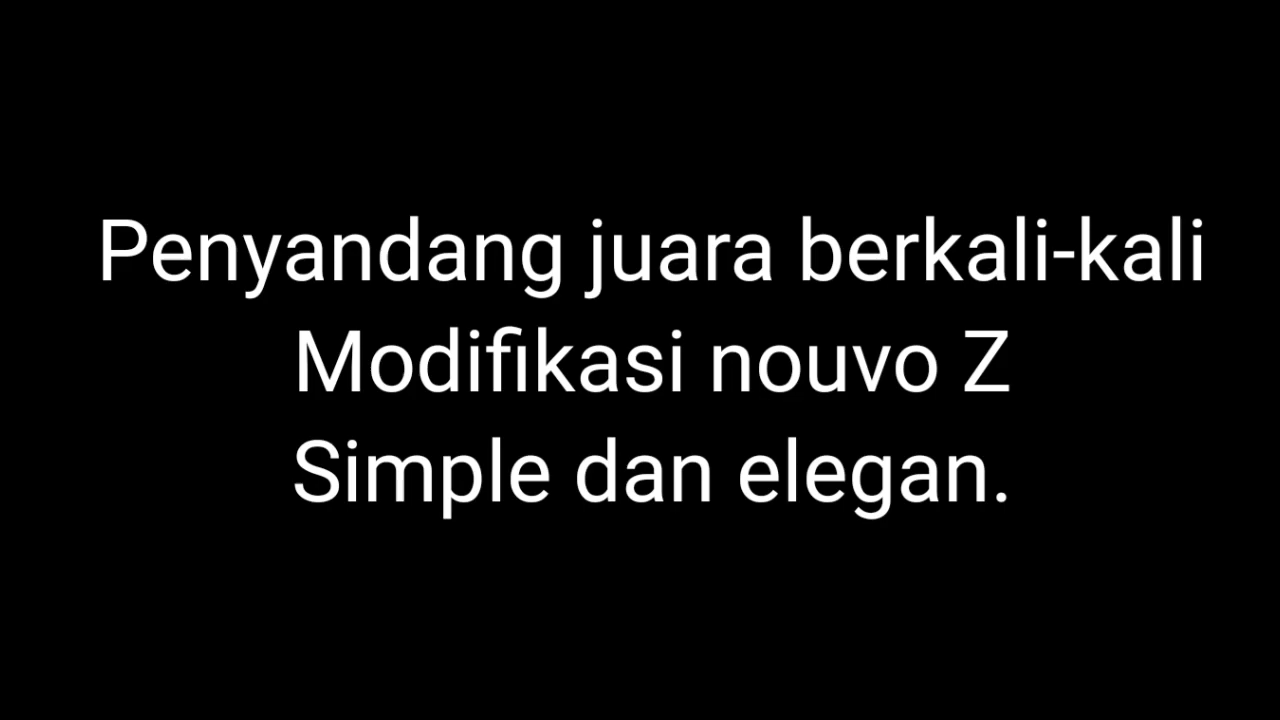 Penyandang juara berkali-kali
Modifikasi nouvo Z
Simple dan elegan.